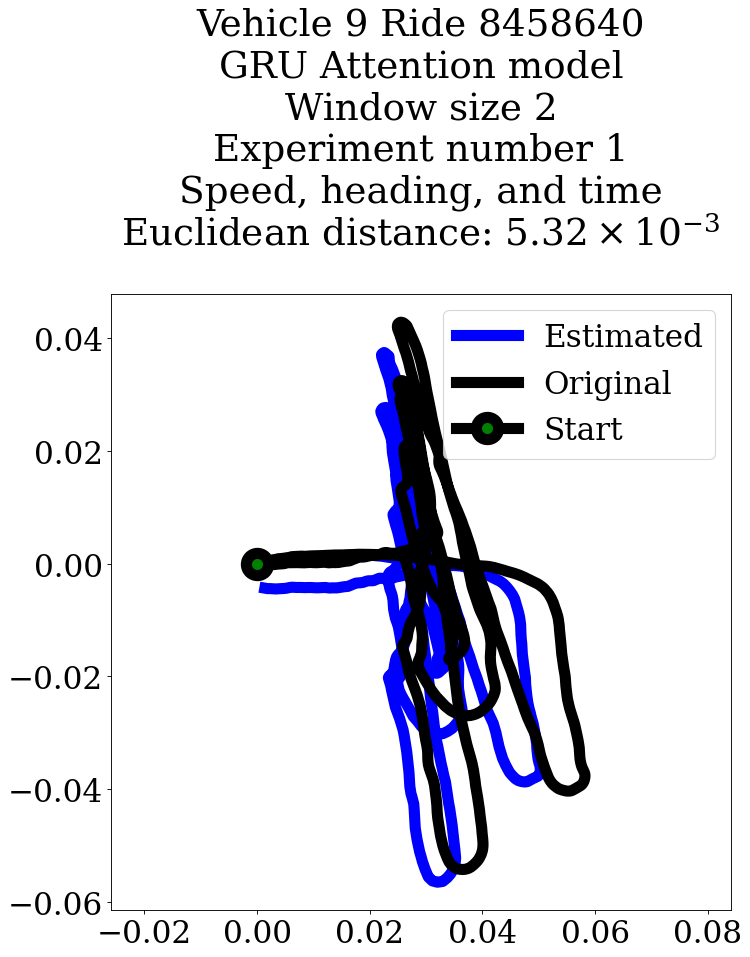 Vehicle 9 Ride 8458640
GRU Attention model
Window size 2
Experiment number 1
Speed, heading, and time
Euclidean distance: 5.32 × 10⁻³
Estimated
Original
Start
0.04
0.02
0.00
−0.02
−0.04
−0.06
−0.02 0.00 0.02 0.04 0.06 0.08